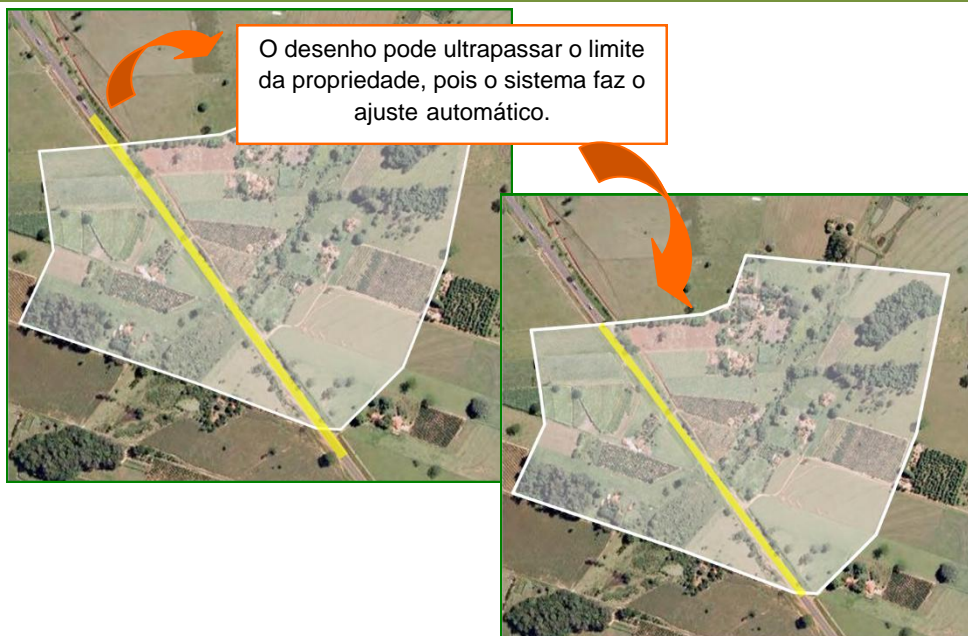 O desenho pode ultrapassar o limite
da propriedade, pois o sistema faz o
ajuste automático.